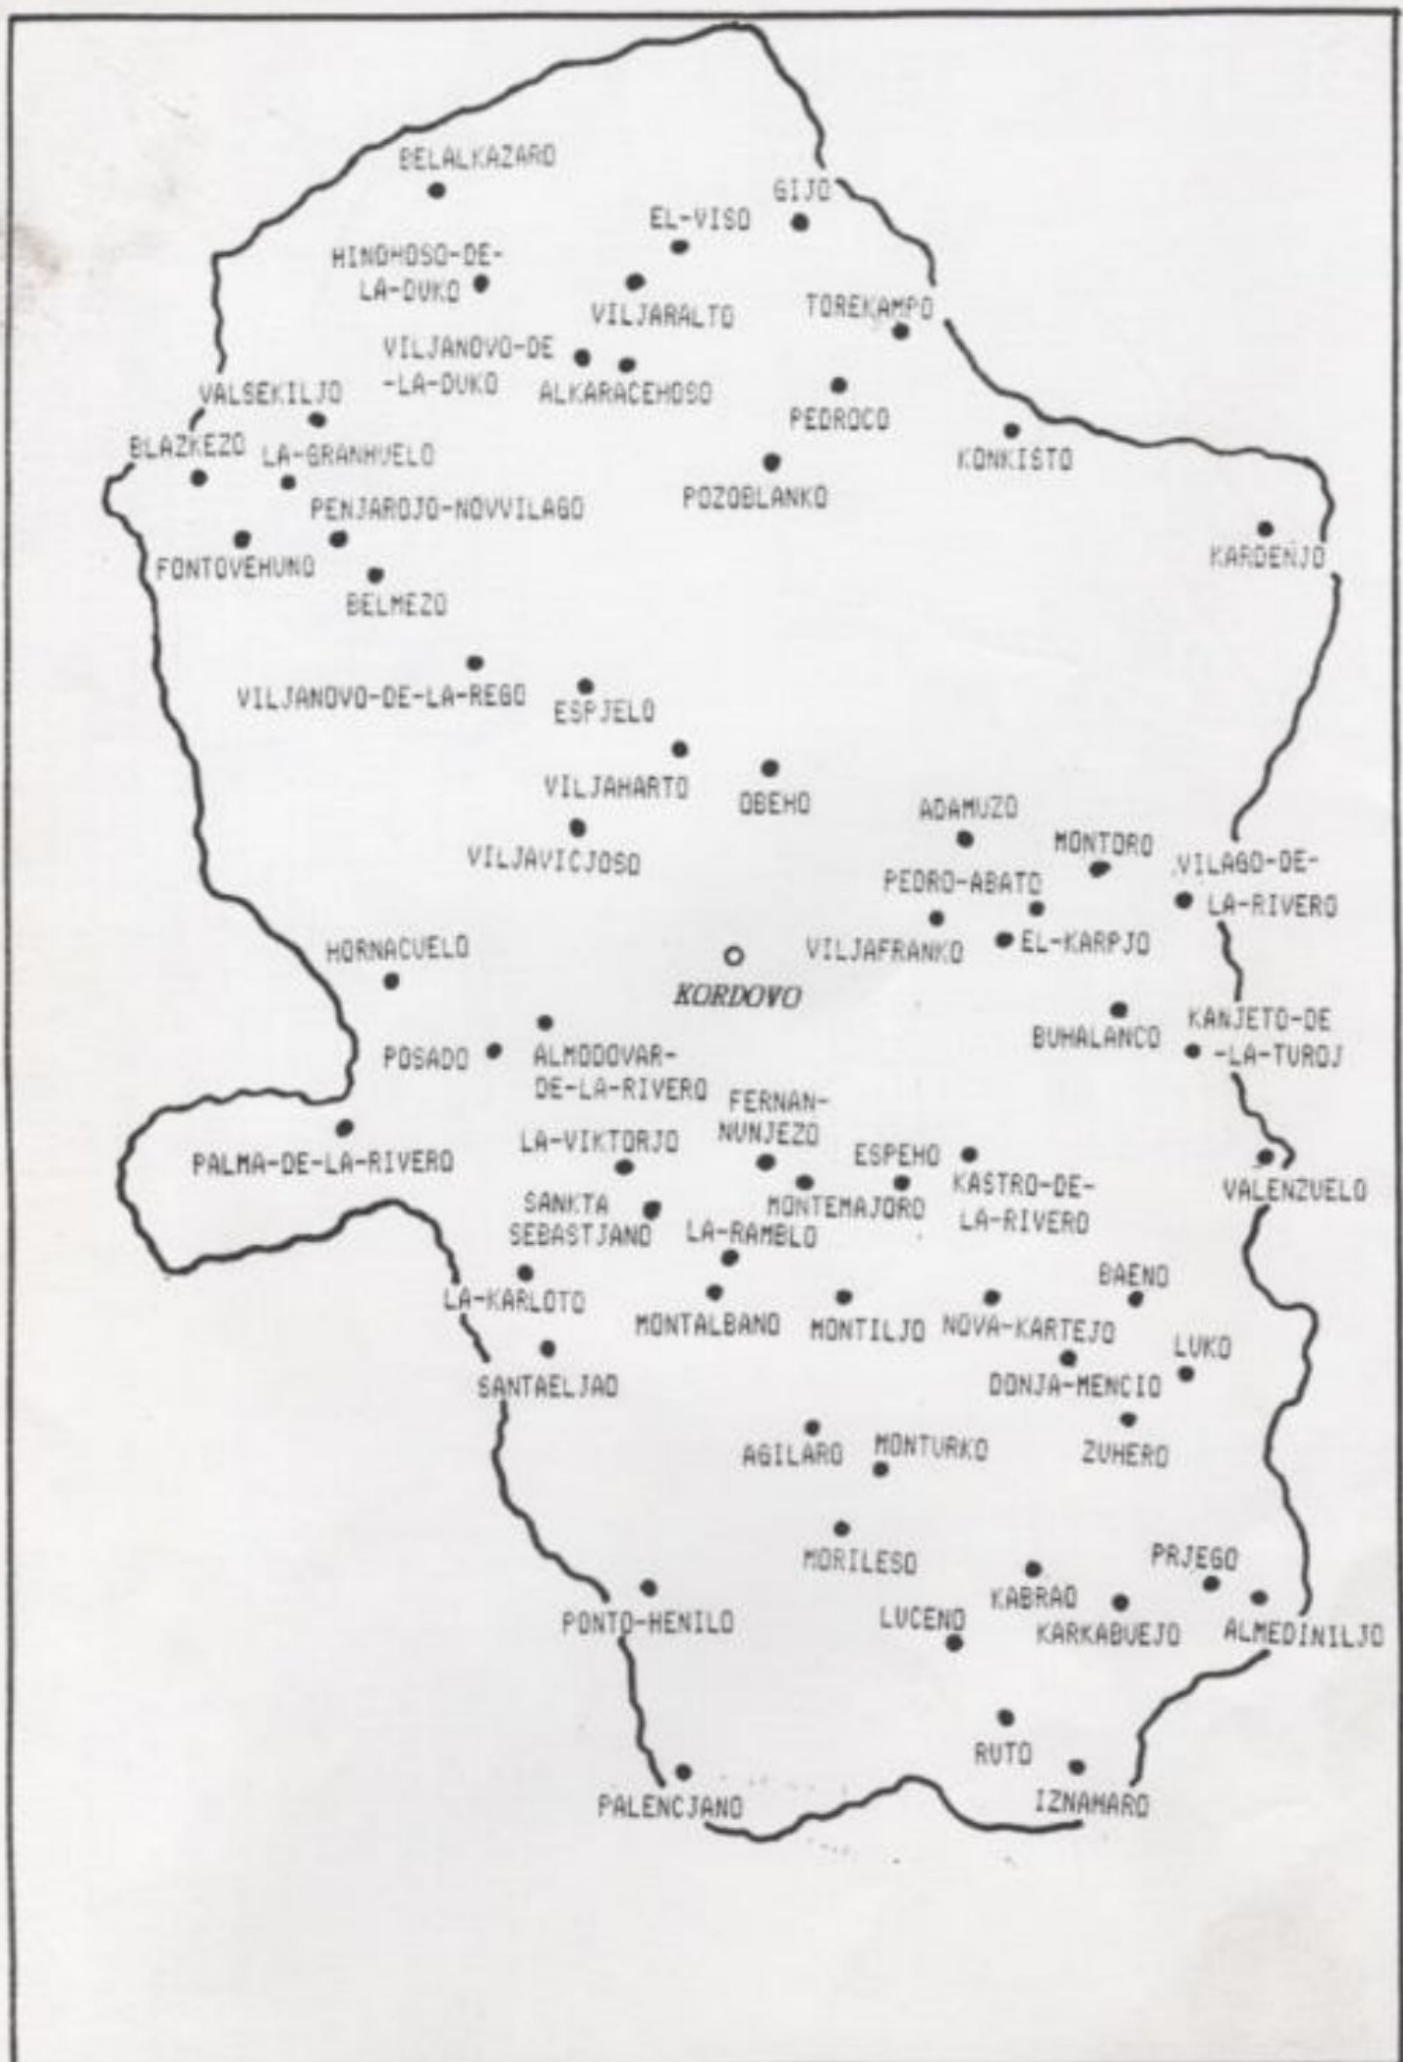 BELALKAZARO
GIJO
EL-VISO
HINOHOSO-DE-
LA-DUKO
VILJARALTO
TOREKAMPO
VILJANOVO-DE
-LA-DUKO
ALKARACEHOSO
VALSEKILJO
PEDROCO
BLAZKEZO
LA-GRANHUELO
KONKISTO
POZOBLANKO
PENJAROJO-NOVVILAGO
FONTOVEHUNO
KARDEÑJO
BELMEZO
VILJANOVO-DE-LA-REGO
ESPJELO
VILJAHARTO
OBEHO
ADAMUZO
VILJAVICJOSO
MONTORO
VILAGO-DE-
LA-RIVERO
PEDRO-ABATO
HORNACUELO
VILJAFRANKO
EL-KARPJO
KORDOVO
BUHALANCO
KANJETO-DE
-LA-TUROJ
POSADO
ALMODOVAR-
DE-LA-RIVERO
FERNAN-
NUNJEZO
LA-VIKTORJO
ESPEHO
PALMA-DE-LA-RIVERO
KASTRO-DE-
LA-RIVERO
VALENZUELO
SANKTA
SEBASTJANO
MONTEMAJORO
LA-RAMBLO
BAENO
LA-KARLOTO
MONTALBANO
MONTILJO
NOVA-KARTEJO
LUKO
SANTAELJAO
DONJA-MENCIO
AGILARO
MONTURKO
ZUHERO
MORILESO
PRJEGO
PONTO-HENILO
KABRAO
LUCENO
KARKABUEJO
ALMEDINILJO
RUTO
PALENCJANO
IZNAHARO